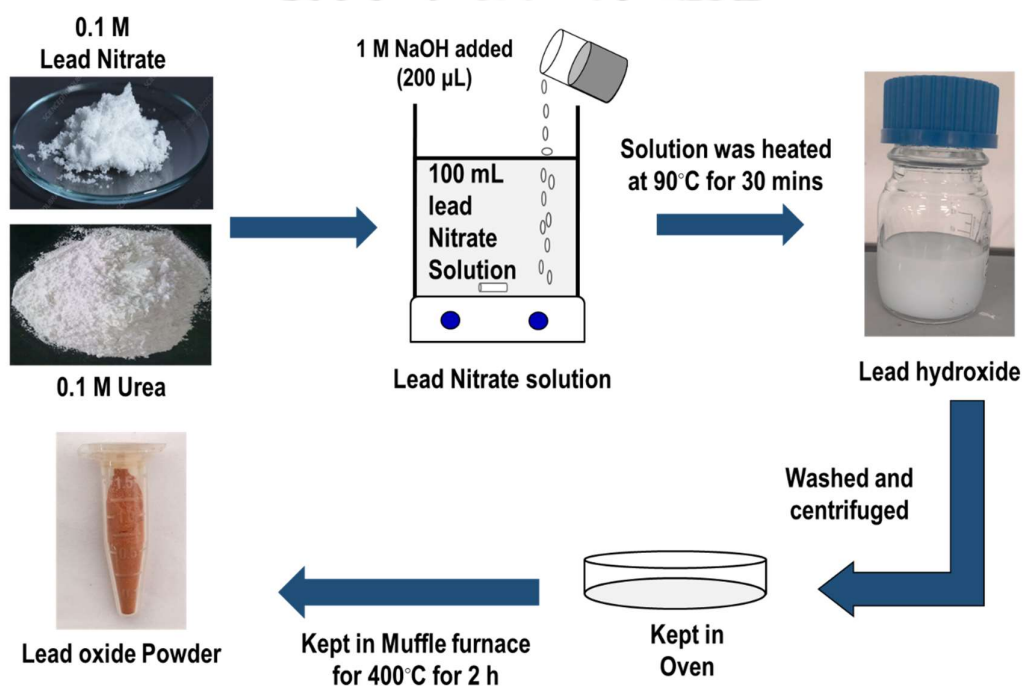 0.1 M
Lead Nitrate
0.1 M Urea
1 M NaOH added
(200 µL)
100 mL
lead
Nitrate
Solution
Lead Nitrate solution
Solution was heated
at 90°C for 30 mins
Lead hydroxide
Washed and
centrifuged
Kept in
Oven
Kept in Muffle furnace
for 400°C for 2 h
Lead oxide Powder